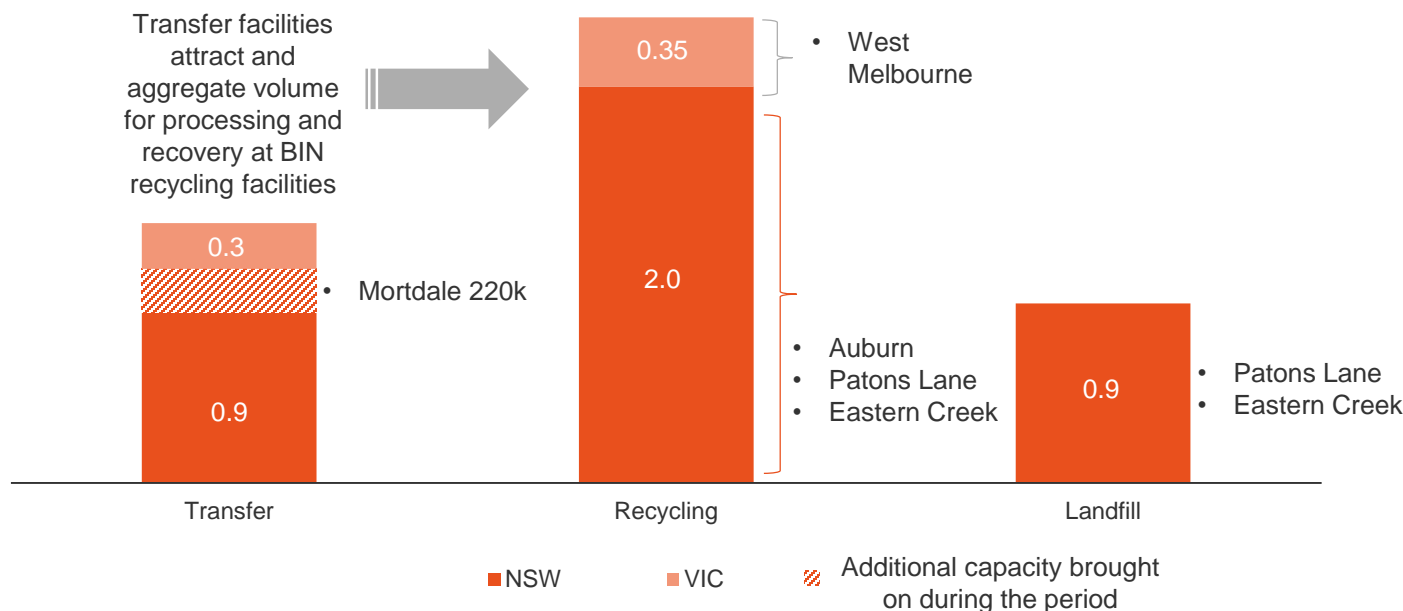 Transfer facilities
attract and
aggregate volume
for processing and
recovery at BIN
recycling facilities
0.3
• Mortdale 220k
0.9
0.35
2.0
• West
Melbourne
• Auburn
• Patons Lane
• Eastern Creek
0.9
• Patons Lane
• Eastern Creek
Transfer
Recycling
Landfill
NSW
VIC
Additional capacity brought
on during the period